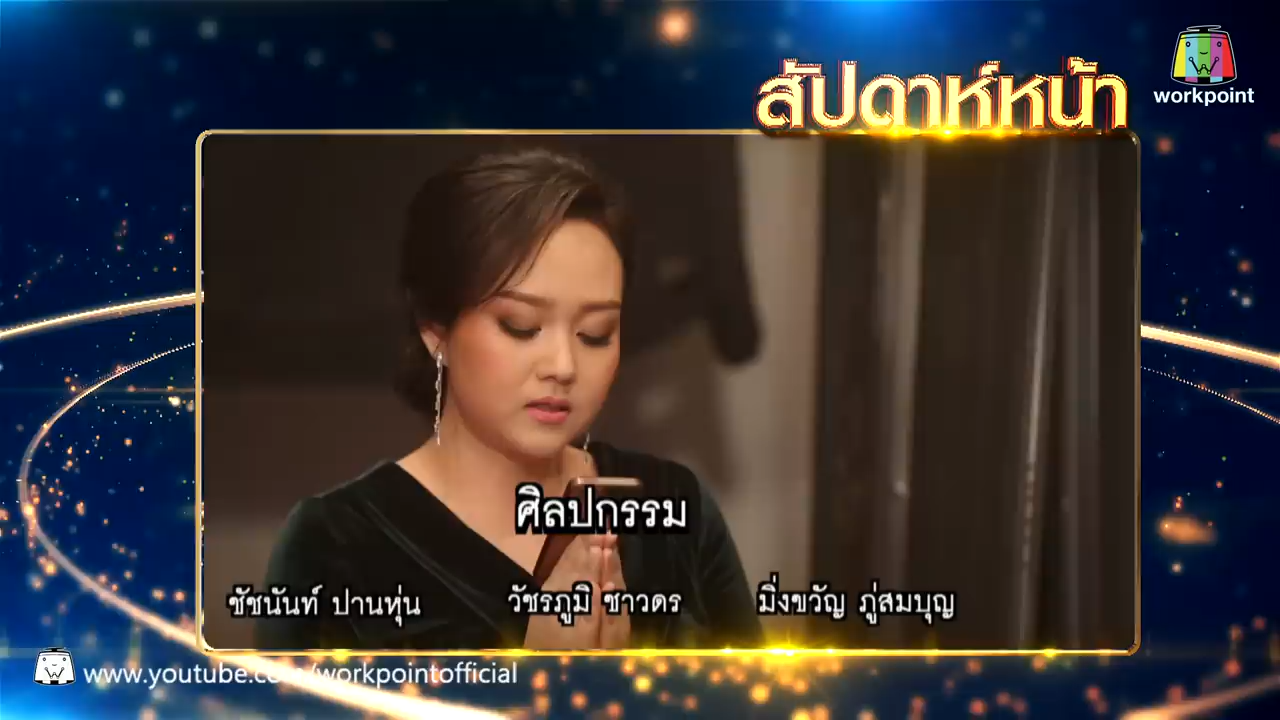 สัปดาห์หน้า
workpoint
ศิลปกรรม
ชัชนันท์ ปานหุ่น วัชรภูมิ ชาวดร มิ่งขวัญ ภู่สมบุญ
www.youtube.com/workpointofficial